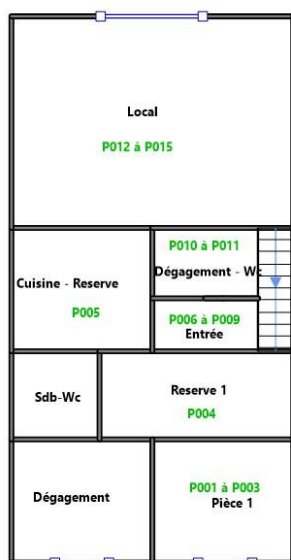 Local
P012 à P015
P010 à P011
Dégagement - Wc
Cuisine - Reserve
P005
P006 à P009
Entrée
Sdb-Wc
Reserve 1
P004
Dégagement
P001 à P003
Pièce 1